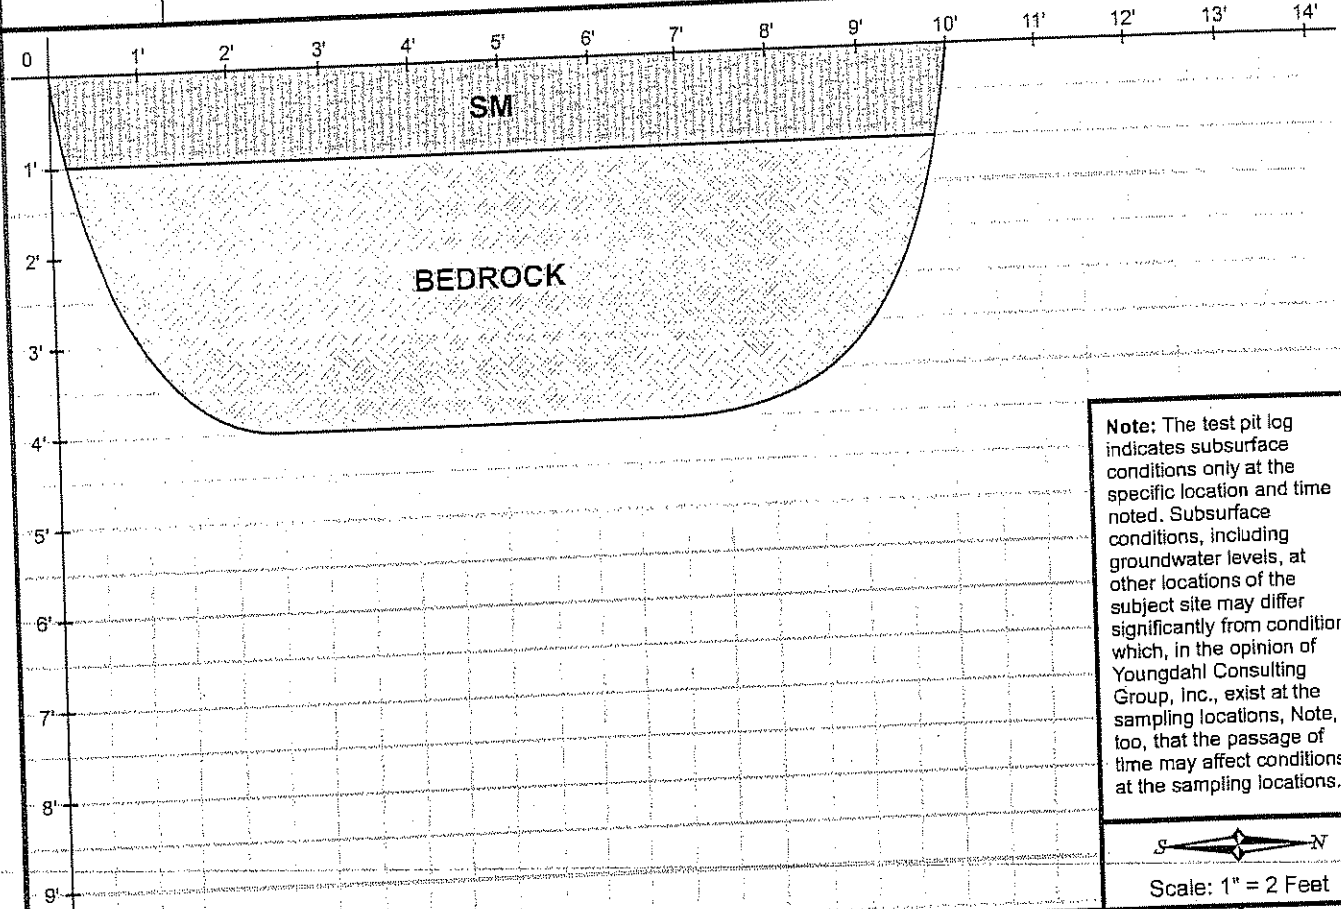 0 1' 2' 3' 4' 5' 6' 7' 8' 9' 10' 11' 12' 13' 14'
SM
1'
BEDROCK
2'
3'
4'
5'
6'
7'
8'
9'
Note: The test pit log
indicates subsurface
conditions only at the
specific location and time
noted. Subsurface
conditions, including
groundwater levels, at
other locations of the
subject site may differ
significantly from condition
which, in the opinion of
Youngdahl Consulting
Group, Inc., exist at the
sampling locations, Note,
too, that the passage of
time may affect conditions
at the sampling locations.
S N
Scale: 1" = 2 Feet